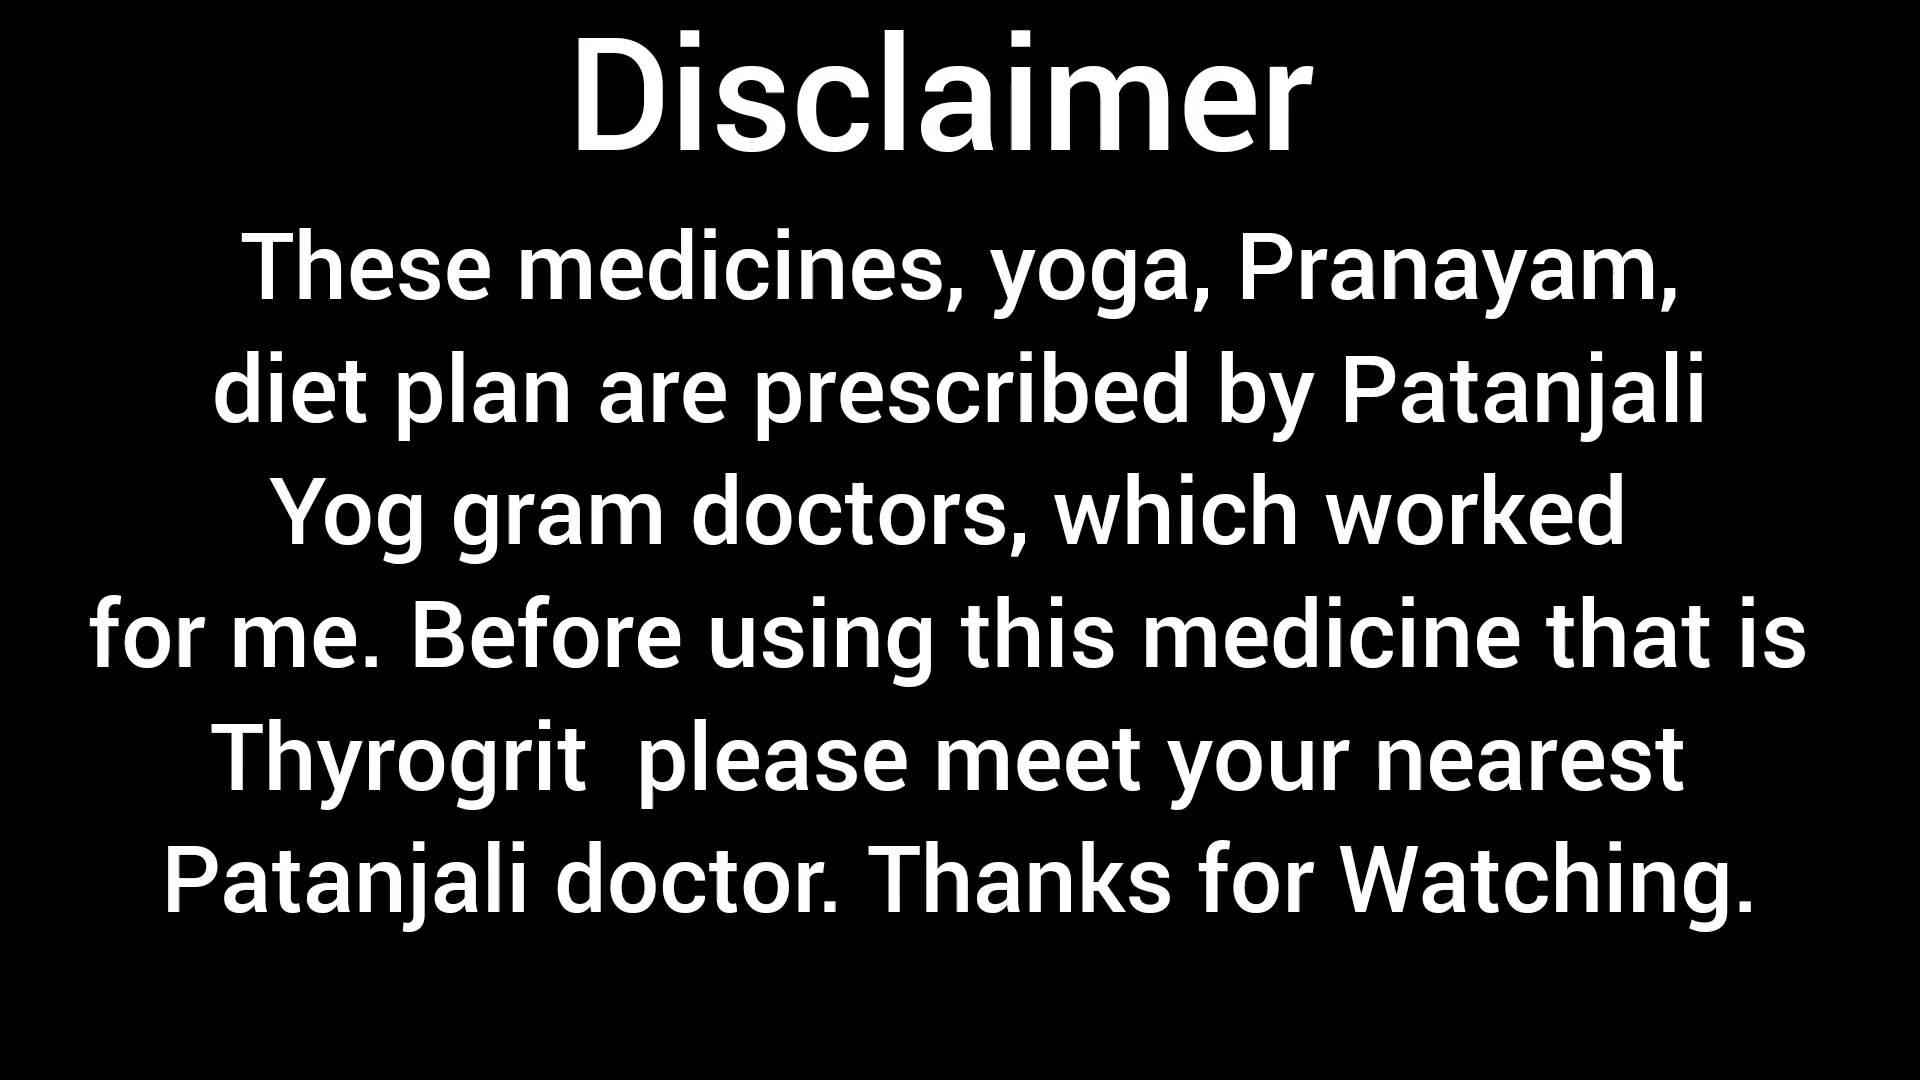 Disclaimer
These medicines, yoga, Pranayam,
diet plan are prescribed by Patanjali
Yog gram doctors, which worked
for me. Before using this medicine that is
Thyrogrit  please meet your nearest
Patanjali doctor. Thanks for Watching.